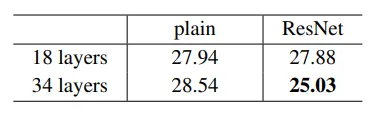 plain ResNet
18 layers 27.94 27.88
34 layers 28.54 25.03